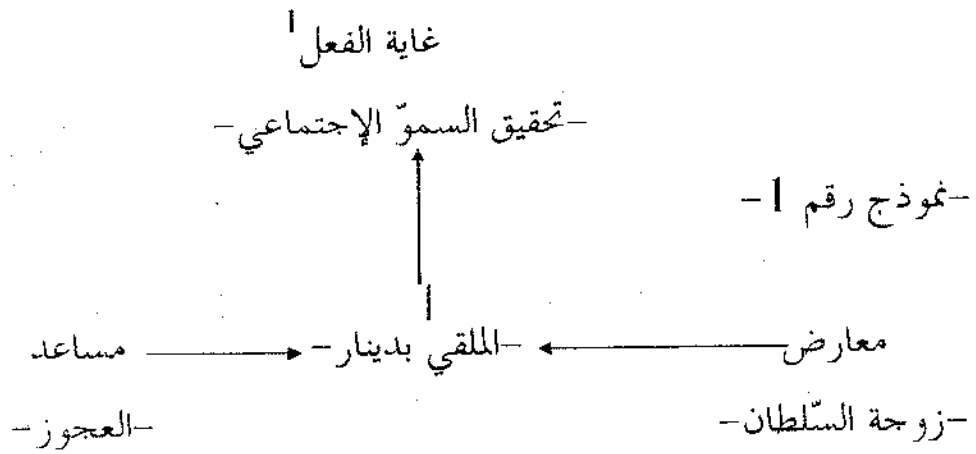 غاية الفعل1
-تحقيق السموّ الإجتماعي-
-نموذج رقم 1-
معارض -الملقي بدينار- مساعد
-زوجة السّلطان- -العجوز-